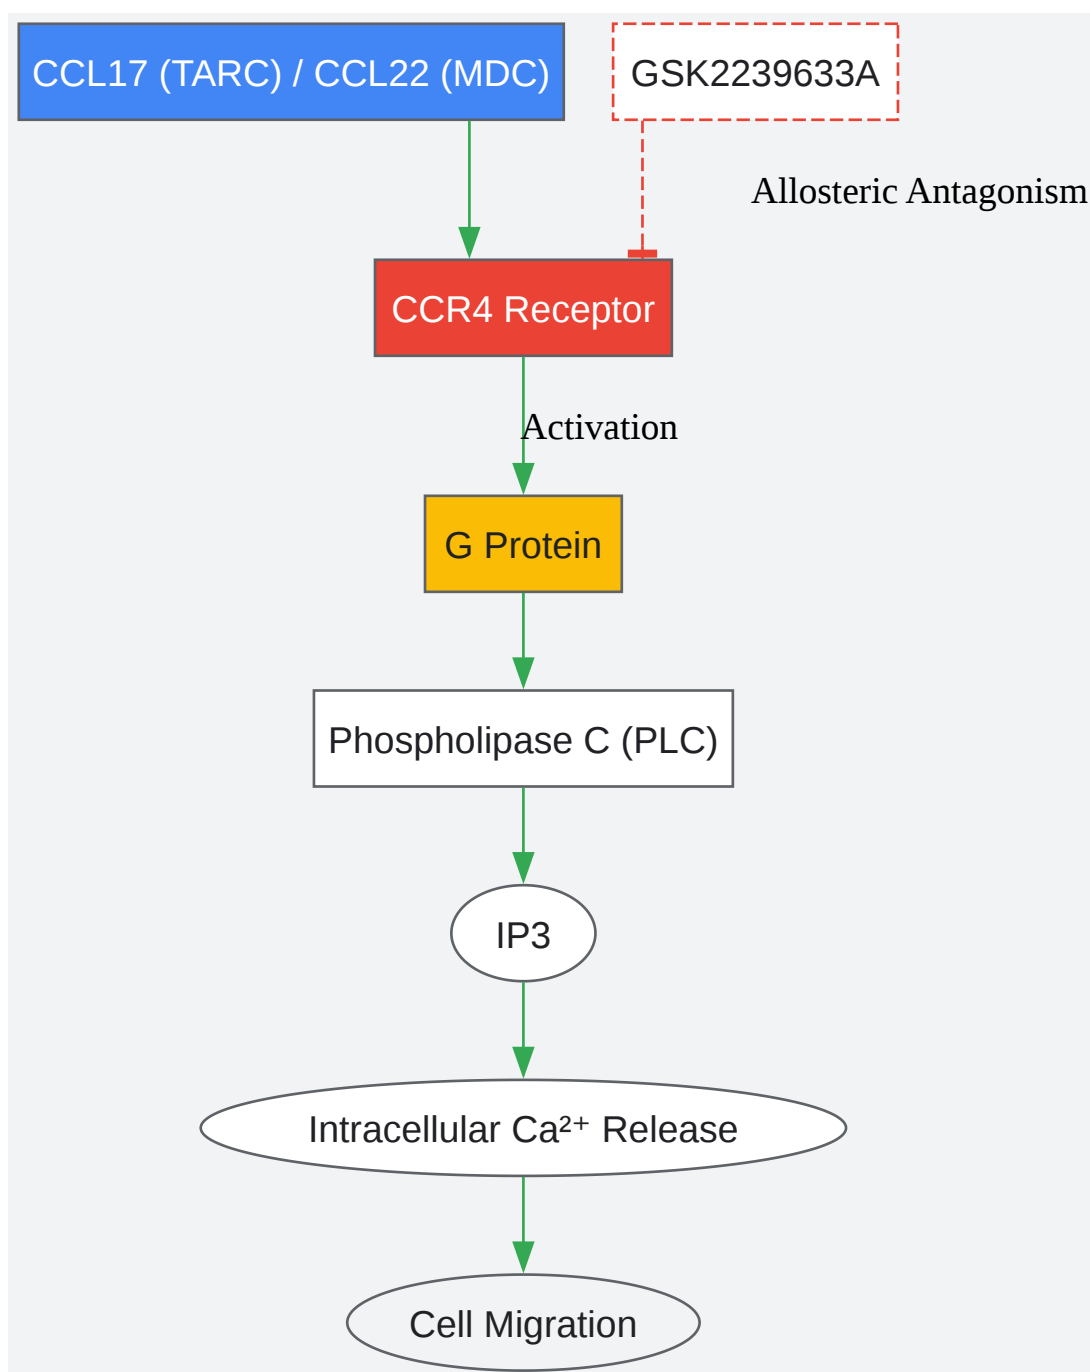 CCL17 (TARC) / CCL22 (MDC)
GSK2239633A
Allosteric Antagonism
CCR4 Receptor
Activation
G Protein
Phospholipase C (PLC)
IP3
Intracellular Ca²⁺ Release
Cell Migration